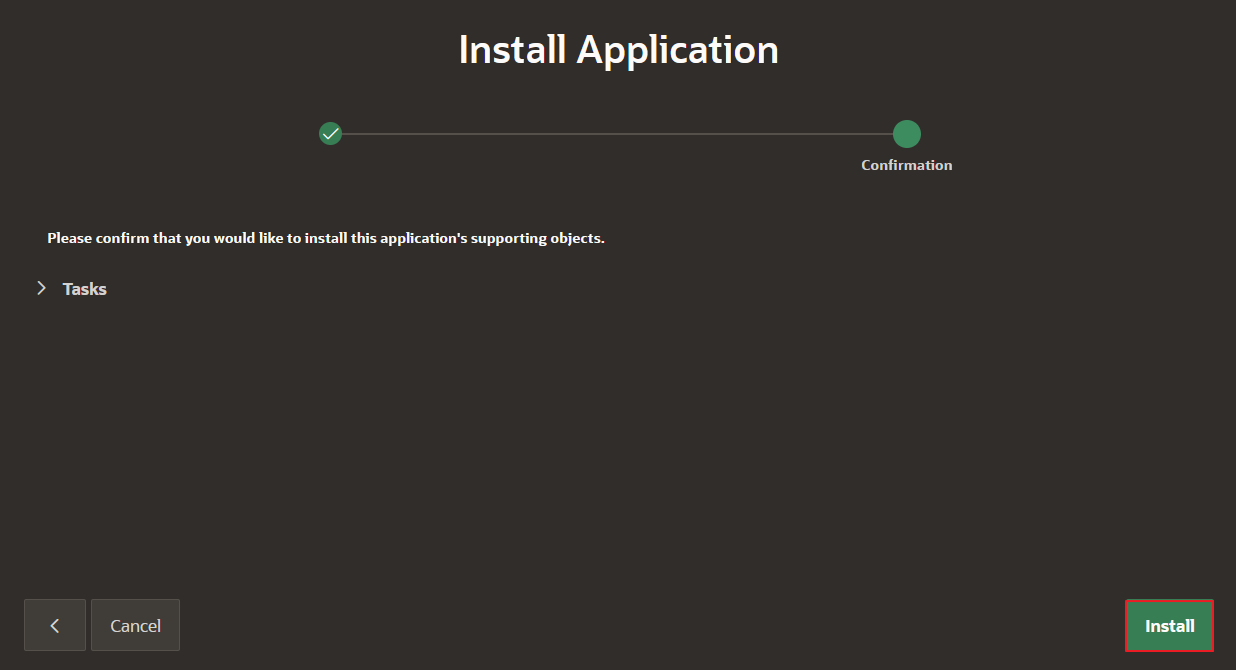 Install Application
Confirmation
Please confirm that you would like to install this application's supporting objects.
Tasks
Cancel
Install